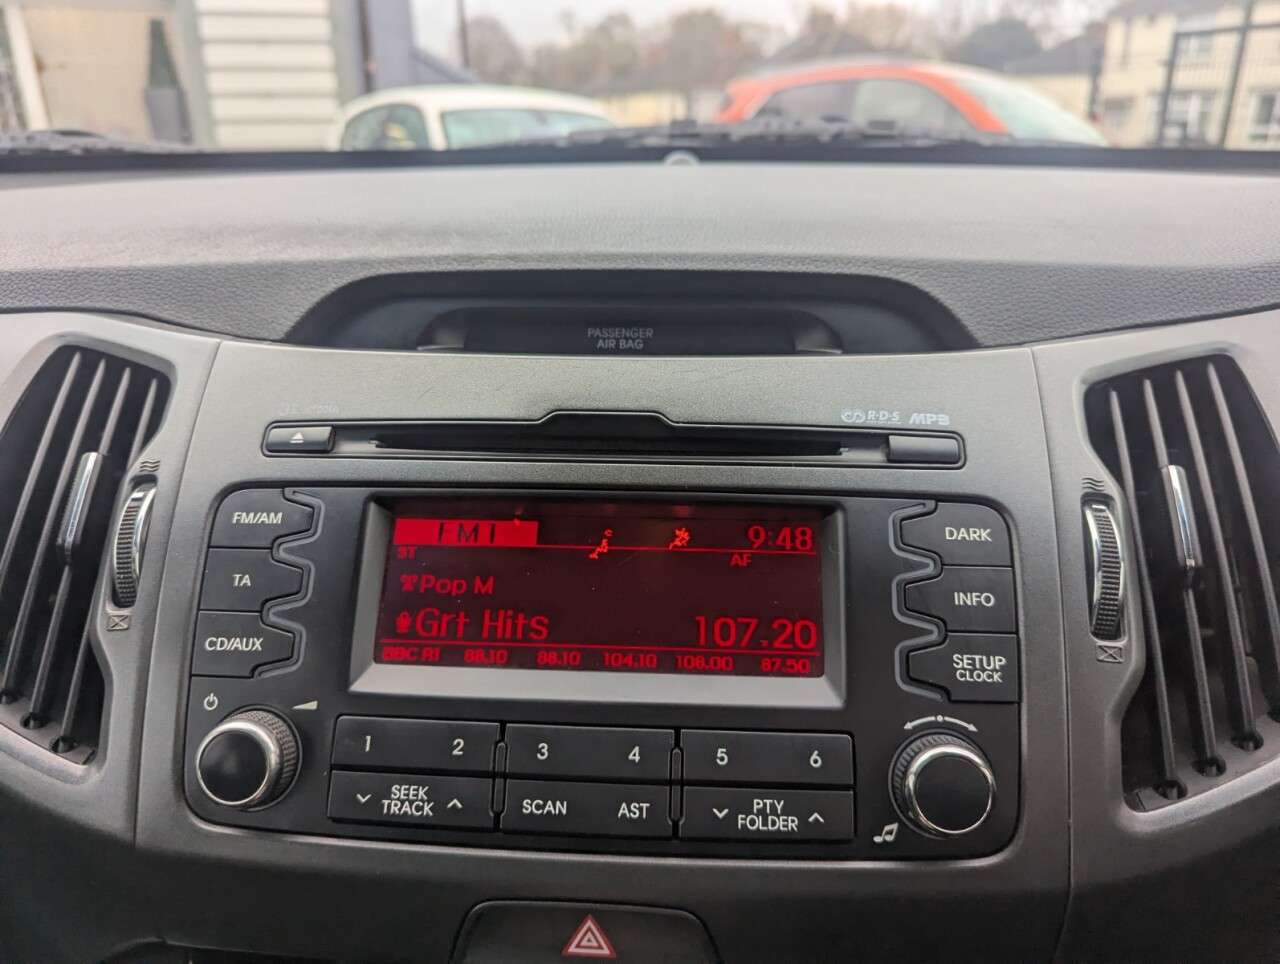 PASSENGER
AIR BAG
R·D·S MP3
FM/AM
TA
CD/AUX
FM1
9:48
ST
AF
Pop M
Grt Hits 107.20
BBC R1 88.10 88.10 104.10 106.00 87.50
DARK
INFO
SETUP
CLOCK
1 2 3 4 5 6
SEEK
TRACK
SCAN AST
PTY
FOLDER